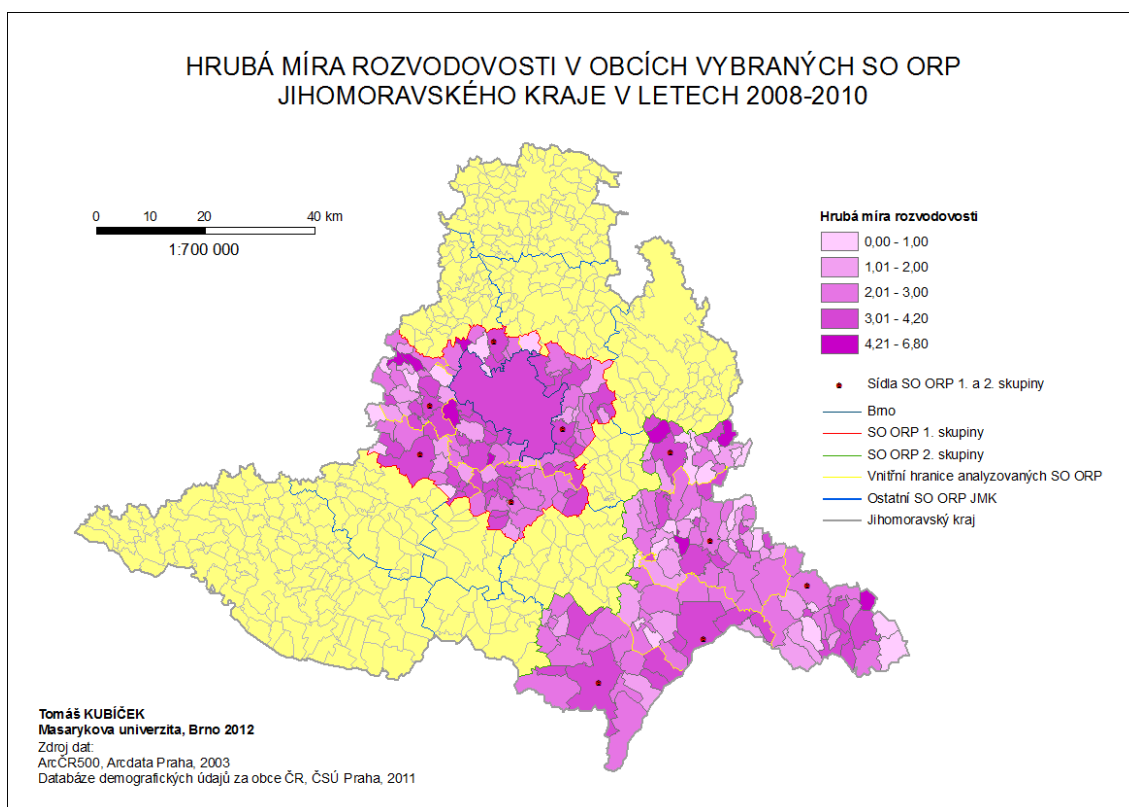 HRUBÁ MÍRA ROZVODOVOSTI V OBCÍCH VYBRANÝCH SO ORP
JIHOMORAVSKÉHO KRAJE V LETECH 2008-2010
0 10 20 40 km
1:700 000
Hrubá míra rozvodovosti
0,00 - 1,00
1,01 - 2,00
2,01 - 3,00
3,01 - 4,20
4,21 - 6,80
Sídla SO ORP 1. a 2. skupiny
Brno
SO ORP 1. skupiny
SO ORP 2. skupiny
Vnitřní hranice analyzovaných SO ORP
Ostatní SO ORP JMK
Jihomoravský kraj
Tomáš KUBÍČEK
Masarykova univerzita, Brno 2012
Zdroj dat:
ArcČR500, Arcdata Praha, 2003
Databáze demografických údajů za obce ČR, ČSÚ Praha, 2011